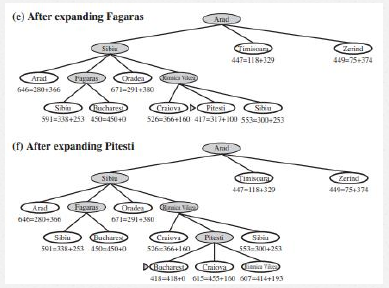 (e) After expanding Fagaras
Arad
Sibiu Timisoara Zerind
447=118+329 449=75+374
Arad Fagaras Oradea Rimnicu Vilcea
646=280+366 671=291+380
Sibiu Bucharest Craiova Pitesti Sibiu
591=338+253 450=450+0 526=366+160 417=317+100 553=300+253
(f) After expanding Pitesti
Arad
Sibiu Timisoara Zerind
447=118+329 449=75+374
Arad Fagaras Oradea Rimnicu Vilcea
646=280+366 671=291+380
Sibiu Bucharest Craiova Pitesti Sibiu
591=338+253 450=450+0 526=366+160 553=300+253
Bucharest Craiova Rimnicu Vilcea
418=418+0 615=455+160 607=414+193